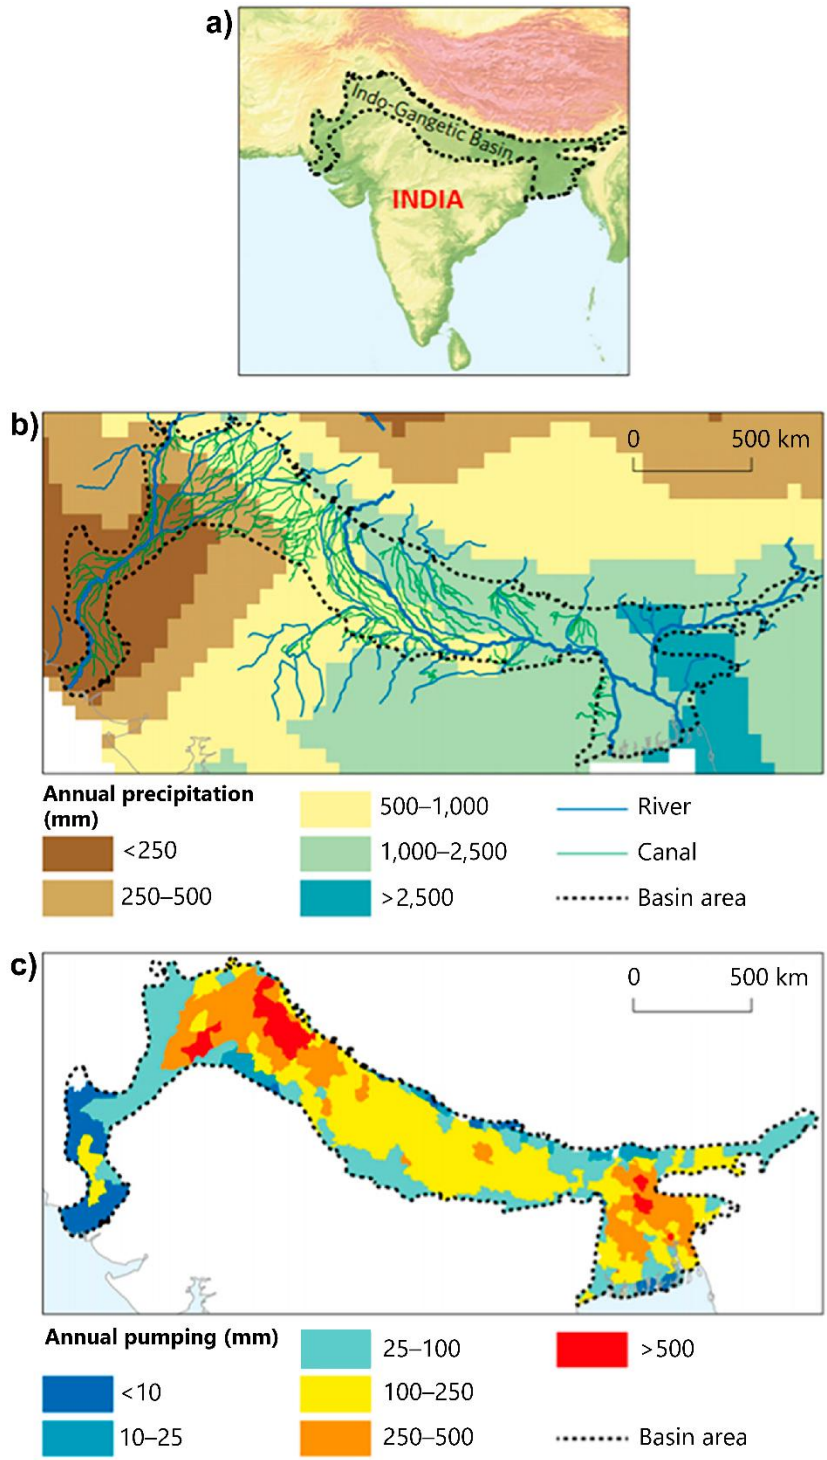 a)
Indo-Gangetic Basin
INDIA
b)
0 500 km
Annual precipitation
(mm)
<250
250–500
500–1,000
1,000–2,500
>2,500
River
Canal
Basin area
c)
0 500 km
Annual pumping (mm)
<10
10–25
25–100
100–250
250–500
>500
Basin area